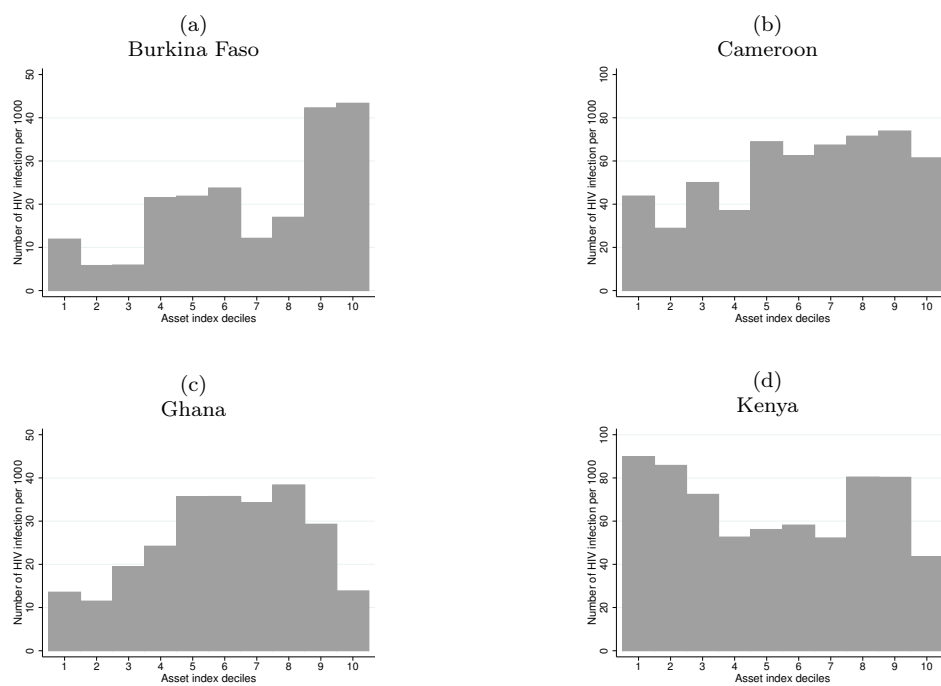 (a)
Burkina Faso
Number of HIV infection per 1000
50
40
30
20
10
0
1 2 3 4 5 6 7 8 9 10
Asset index deciles
(b)
Cameroon
Number of HIV infection per 1000
100
80
60
40
20
0
1 2 3 4 5 6 7 8 9 10
Asset index deciles
(c)
Ghana
Number of HIV infection per 1000
50
40
30
20
10
0
1 2 3 4 5 6 7 8 9 10
Asset index deciles
(d)
Kenya
Number of HIV infection per 1000
100
80
60
40
20
0
1 2 3 4 5 6 7 8 9 10
Asset index deciles